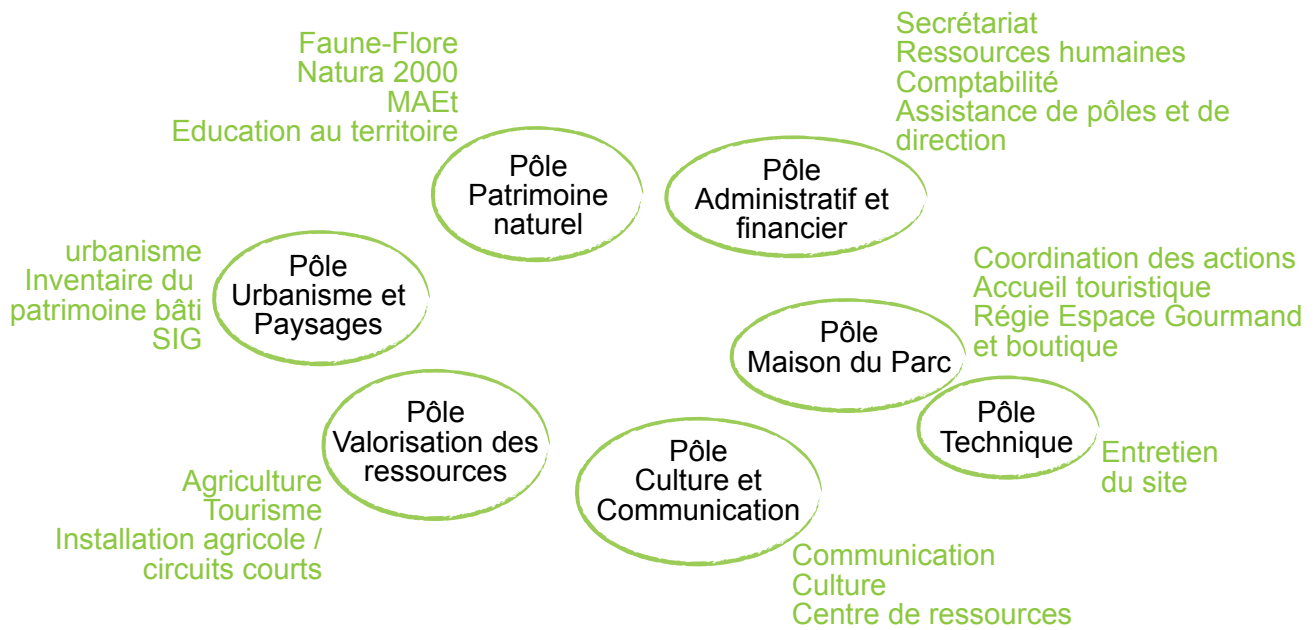 Faune-Flore
Natura 2000
MAEt
Education au territoire
Pôle
Patrimoine
naturel
Secrétariat
Ressources humaines
Comptabilité
Assistance de pôles et de
direction
Pôle
Administratif et
financier
urbanisme
Inventaire du
patrimoine bâti
SIG
Pôle
Urbanisme et
Paysages
Coordination des actions
Accueil touristique
Régie Espace Gourmand
et boutique
Pôle
Maison du Parc
Pôle
Technique
Entretien
du site
Pôle
Valorisation des
ressources
Agriculture
Tourisme
Installation agricole /
circuits courts
Pôle
Culture et
Communication
Communication
Culture
Centre de ressources